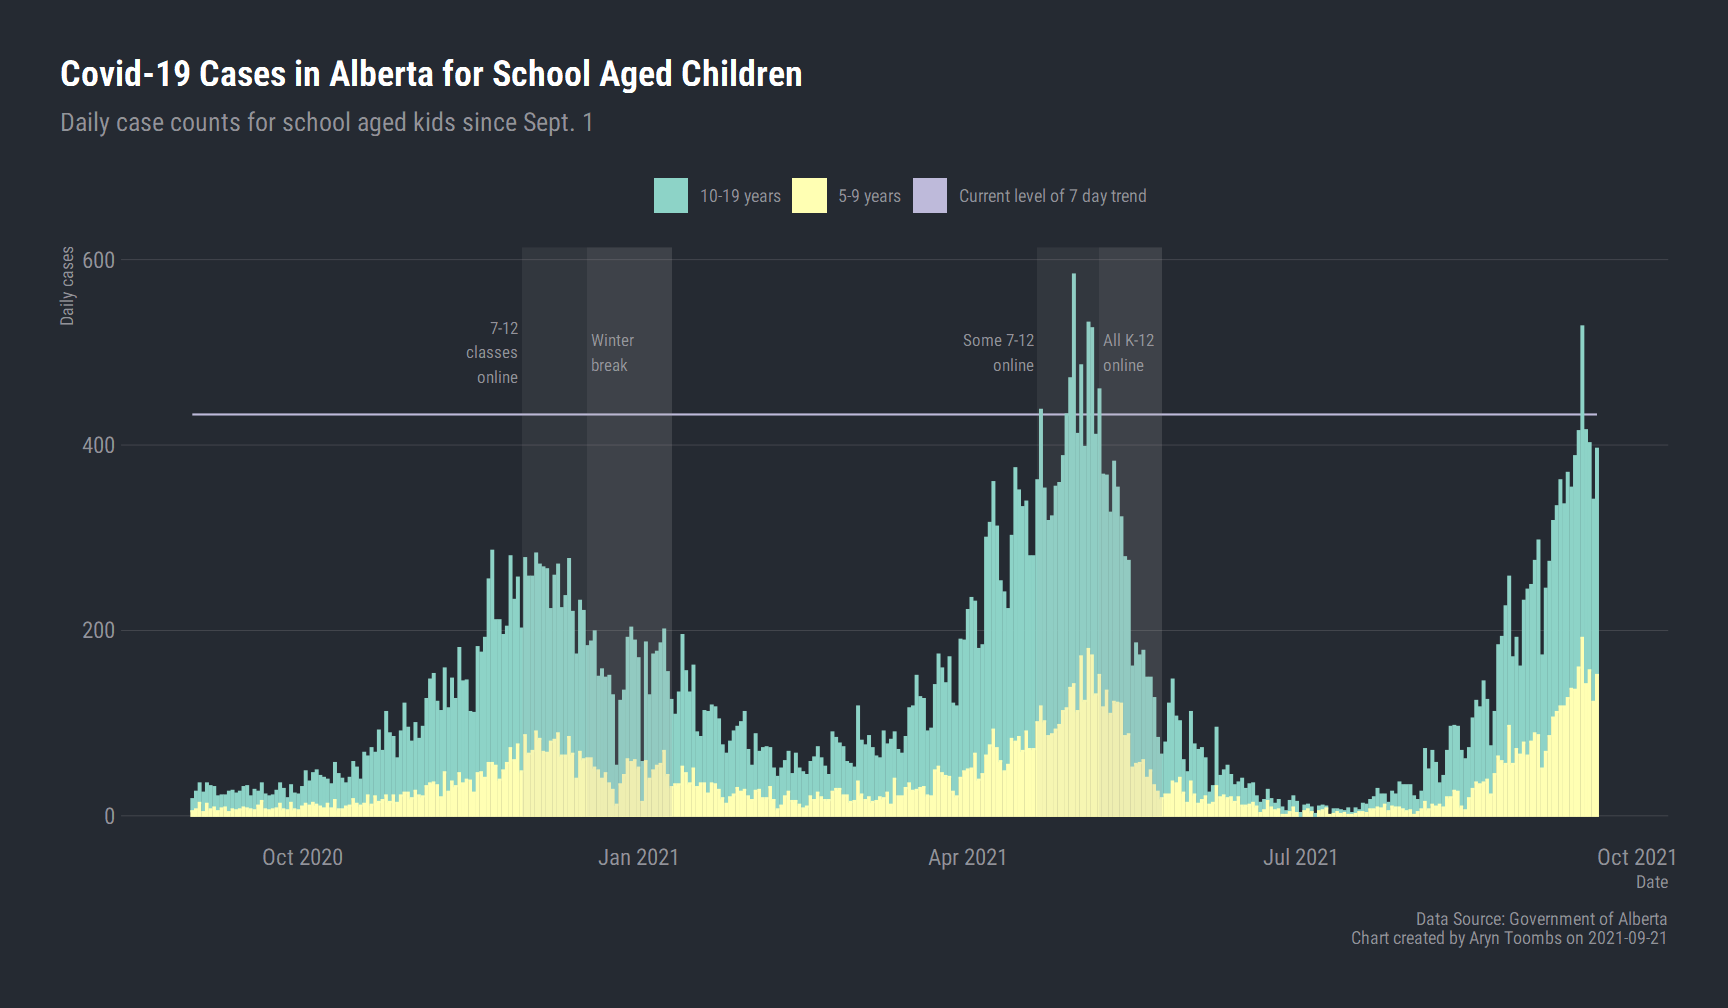 Covid-19 Cases in Alberta for School Aged Children
Daily case counts for school aged kids since Sept. 1
10-19 years
5-9 years
Current level of 7 day trend
Daily cases
600
400
200
0
7-12
classes
online
Winter
break
Some 7-12
online
All K-12
online
Oct 2020
Jan 2021
Apr 2021
Jul 2021
Oct 2021
Date
Data Source: Government of Alberta
Chart created by Aryn Toombs on 2021-09-21